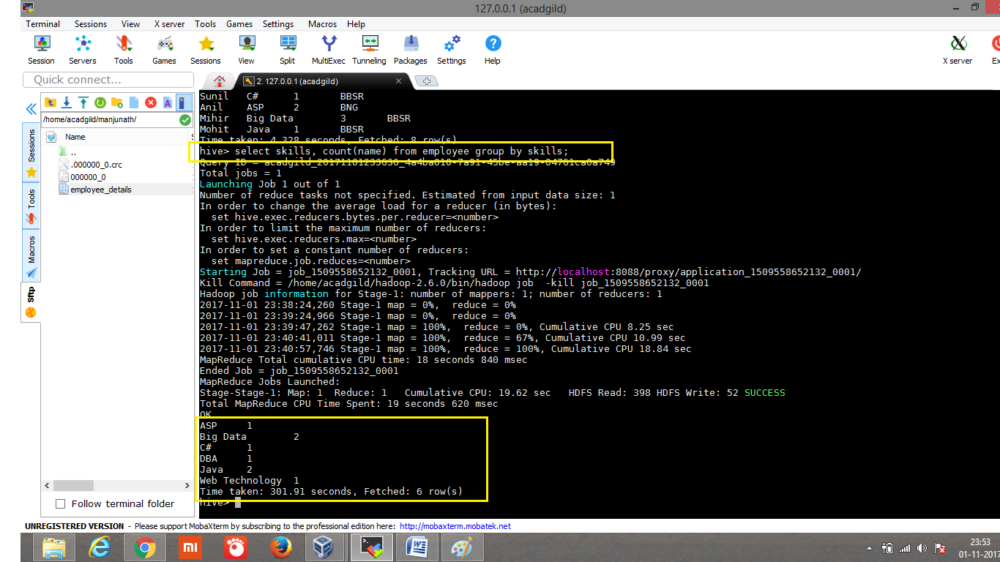 127.0.0.1 (acadgild)
Terminal Sessions View X server Tools Games Settings Macros Help
Session Servers Tools Games Sessions View Split MultiExec Tunneling Packages Settings Help X server
Quick connect...
2. 127.0.0.1 (acadgild)
/home/acadgild/manjunath/
Name
..
.000000_0.crc
000000_0
employee_details
Sessions
Tools
Macros
Sftp
Follow terminal folder
Sunil C# 1 BBSR
Anil ASP 2 BNG
Mihir Big Data 3 BBSR
Mohit Java 1 BBSR
Time taken: 4.328 seconds, Fetched: 8 row(s)
hive> select skills, count(name) from employee group by skills;
Query ID =
Total jobs = 1
Launching Job 1 out of 1
Number of reduce tasks not specified. Estimated from input data size: 1
In order to change the average load for a reducer (in bytes):
set hive.exec.reducers.bytes.per.reducer=<number>
In order to limit the maximum number of reducers:
set hive.exec.reducers.max=<number>
In order to set a constant number of reducers:
set mapreduce.job.reduces=<number>
Starting Job = job_1509558652132_0001, Tracking URL = http://localhost:8088/proxy/application_1509558652132_0001/
Kill Command = /home/acadgild/hadoop-2.6.0/bin/hadoop job -kill job_1509558652132_0001
Hadoop job information for Stage-1: number of mappers: 1; number of reducers: 1
2017-11-01 23:38:24,260 Stage-1 map = 0%, reduce = 0%
2017-11-01 23:39:24,966 Stage-1 map = 0%, reduce = 0%
2017-11-01 23:39:47,262 Stage-1 map = 100%, reduce = 0%, Cumulative CPU 8.25 sec
2017-11-01 23:40:41,011 Stage-1 map = 100%, reduce = 67%, Cumulative CPU 10.99 sec
2017-11-01 23:40:57,746 Stage-1 map = 100%, reduce = 100%, Cumulative CPU 18.84 sec
MapReduce Total cumulative CPU time: 18 seconds 840 msec
Ended Job = job_1509558652132_0001
MapReduce Jobs Launched:
Stage-Stage-1: Map: 1 Reduce: 1 Cumulative CPU: 19.62 sec HDFS Read: 398 HDFS Write: 52 SUCCESS
Total MapReduce CPU Time Spent: 19 seconds 620 msec
OK
ASP 1
Big Data 2
C# 1
DBA 1
Java 2
Web Technology 1
Time taken: 301.91 seconds, Fetched: 6 row(s)
hive>
UNREGISTERED VERSION - Please support MobaXterm by subscribing to the professional edition here: http://mobaxterm.mobatek.net
23:53
01-11-2017